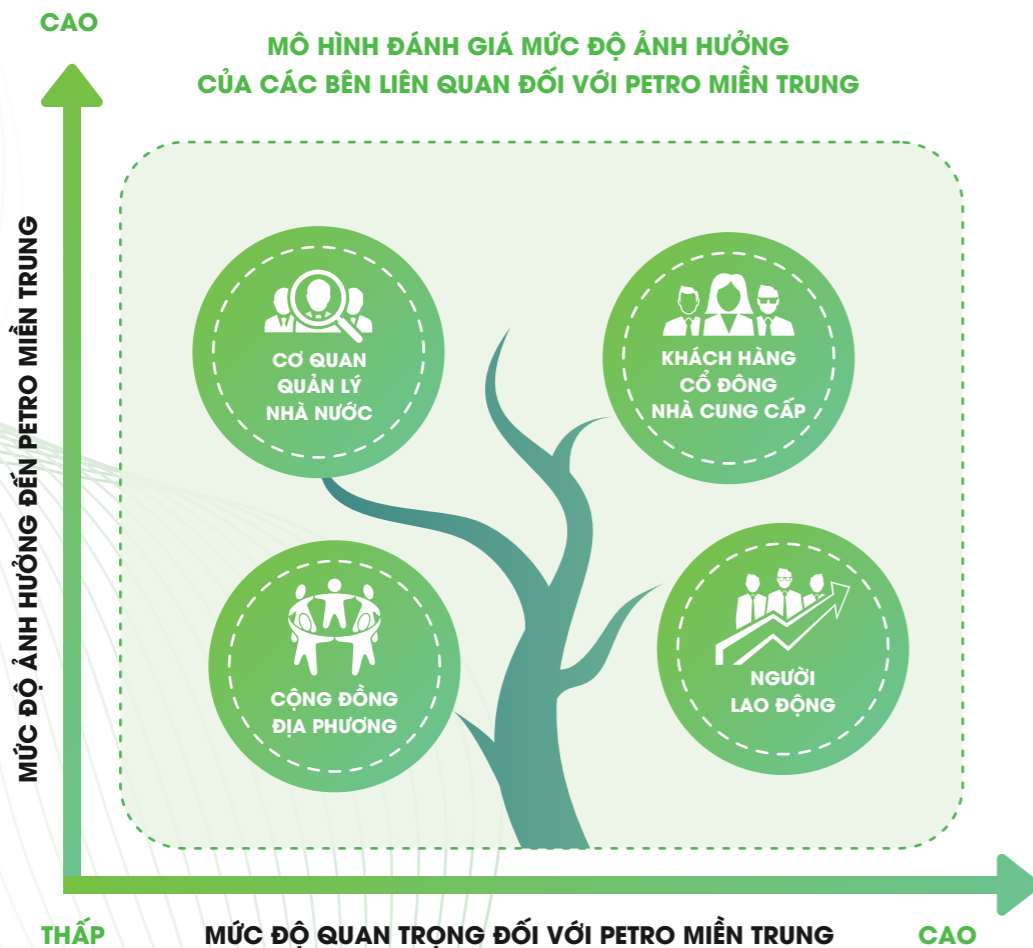 CAO
MÔ HÌNH ĐÁNH GIÁ MỨC ĐỘ ẢNH HƯỞNG
CỦA CÁC BÊN LIÊN QUAN ĐỐI VỚI PETRO MIỀN TRUNG
MỨC ĐỘ ẢNH HƯỞNG ĐẾN PETRO MIỀN TRUNG
CƠ QUAN
QUẢN LÝ
NHÀ NƯỚC
KHÁCH HÀNG
CỔ ĐÔNG
NHÀ CUNG CẤP
CỘNG ĐỒNG
ĐỊA PHƯƠNG
NGƯỜI
LAO ĐỘNG
THẤP
MỨC ĐỘ QUAN TRỌNG ĐỐI VỚI PETRO MIỀN TRUNG
CAO